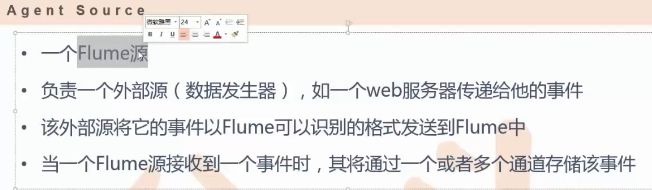 Agent Source
微软雅黑 24 A A
B I U A
• 一个Flume源
• 负责一个外部源（数据发生器），如一个web服务器传递给他的事件
• 该外部源将它的事件以Flume可以识别的格式发送到Flume中
• 当一个Flume源接收到一个事件时，其将通过一个或者多个通道存储该事件